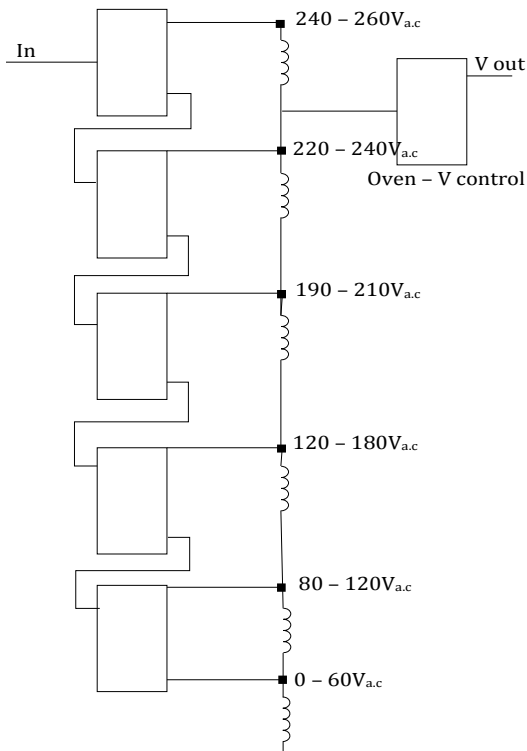 240 – 260Va.c
In
V out
220 – 240Va.c
Oven – V control
190 – 210Va.c
120 – 180Va.c
80 – 120Va.c
0 – 60Va.c